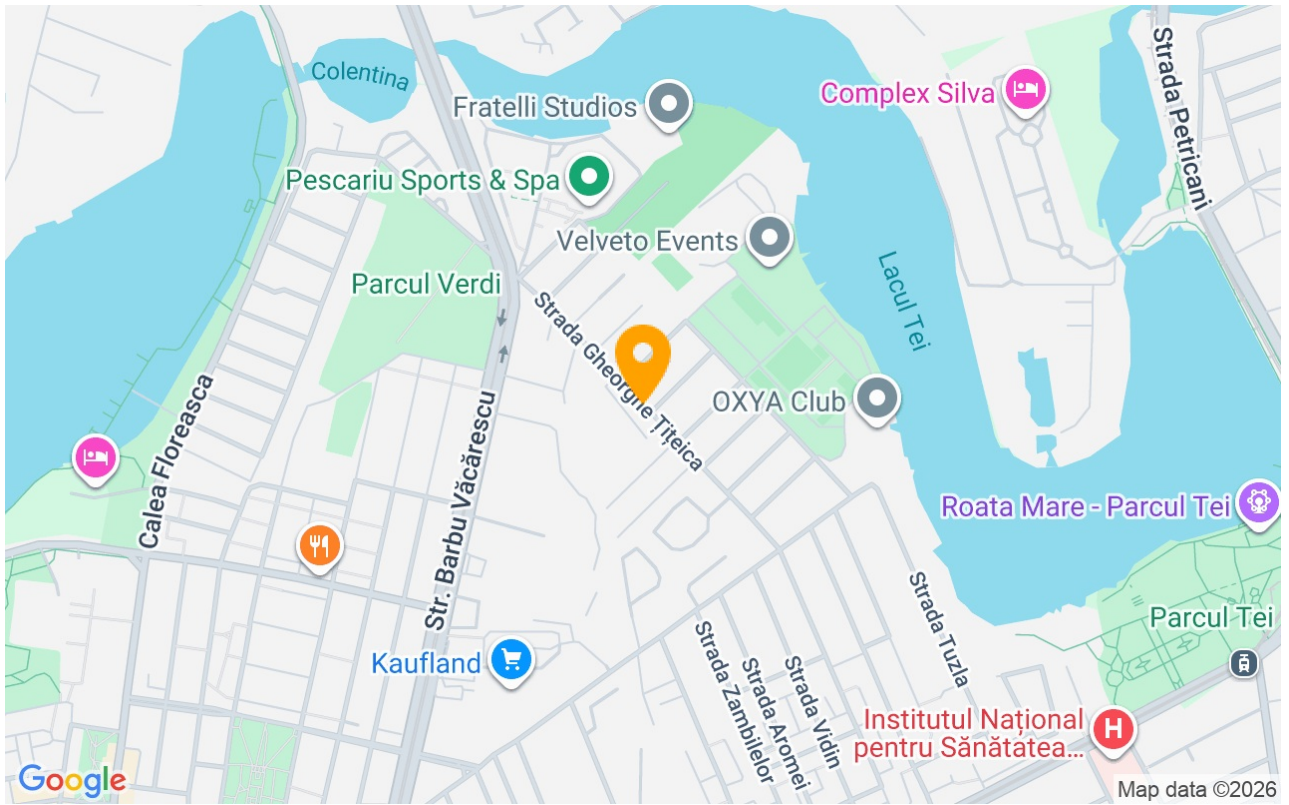 Colentina
Fratelli Studios
Complex Silva
Strada Petricani
Pescariu Sports & Spa
Velveto Events
Parcul Verdi
Lacul Tei
Strada Gheorghe Țițeica
Calea Floreasca
OXYA Club
Str. Barbu Văcărescu
Roata Mare - Parcul Tei
Strada Tuzla
Parcul Tei
Kaufland
Strada Zambilelor
Strada Aromei
Strada Vidin
Institutul Național
pentru Sănătatea...
H
Google
Map data ©2026